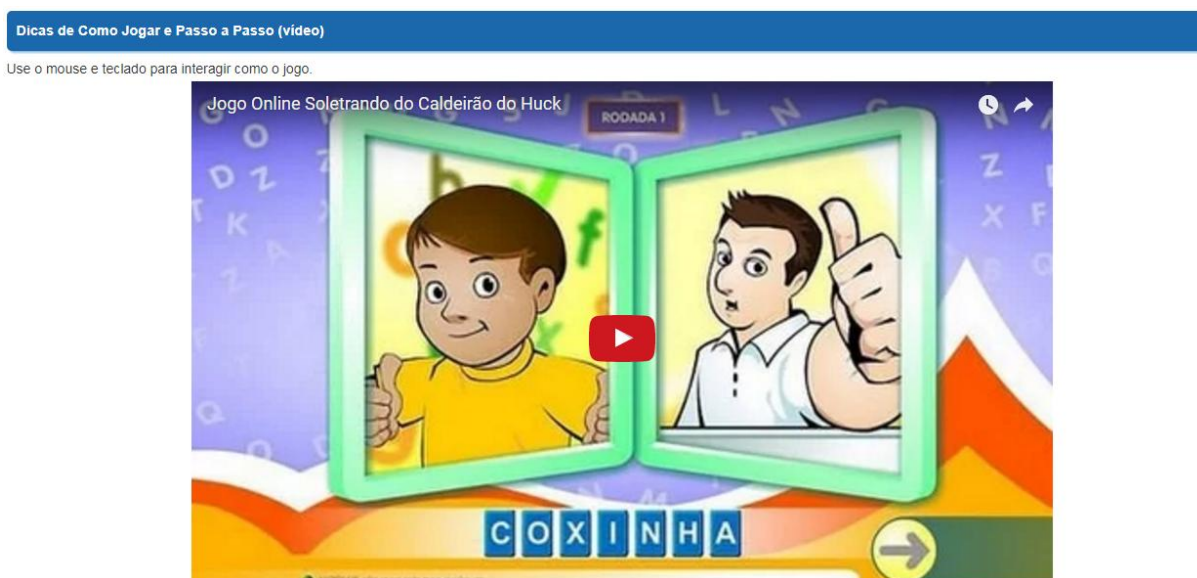 Dicas de Como Jogar e Passo a Passo (vídeo)
Use o mouse e teclado para interagir como o jogo.
Jogo Online Soletrando do Caldeirão do Huck
RODADA 1
COXINHA